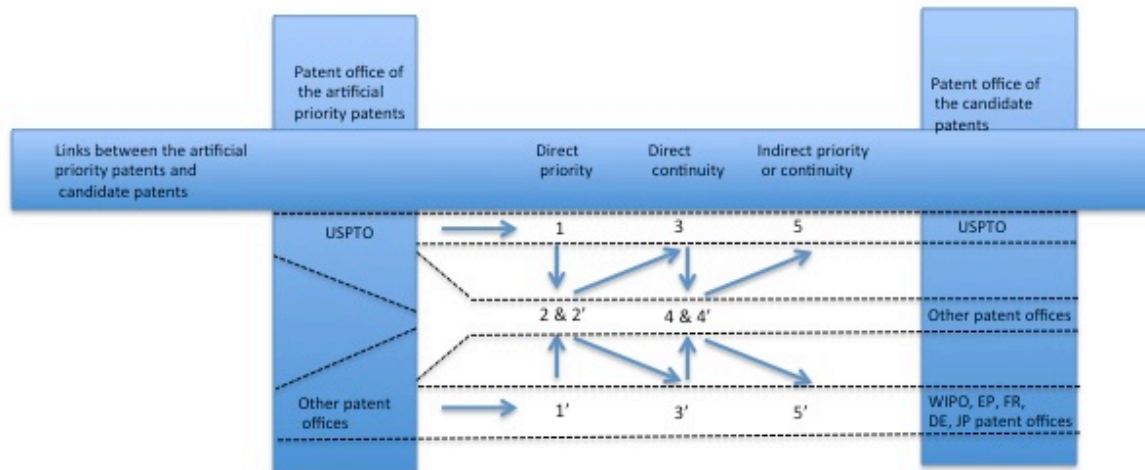 Patent office of
the artificial
priority patents
Patent office of
the candidate
patents
Links between the artificial
priority patents and
candidate patents
Direct
priority
Direct
continuity
Indirect priority
or continuity
USPTO
1
3
5
USPTO
2 & 2’
4 & 4’
Other patent offices
Other patent
offices
1’
3’
5’
WIPO, EP, FR,
DE, JP patent offices